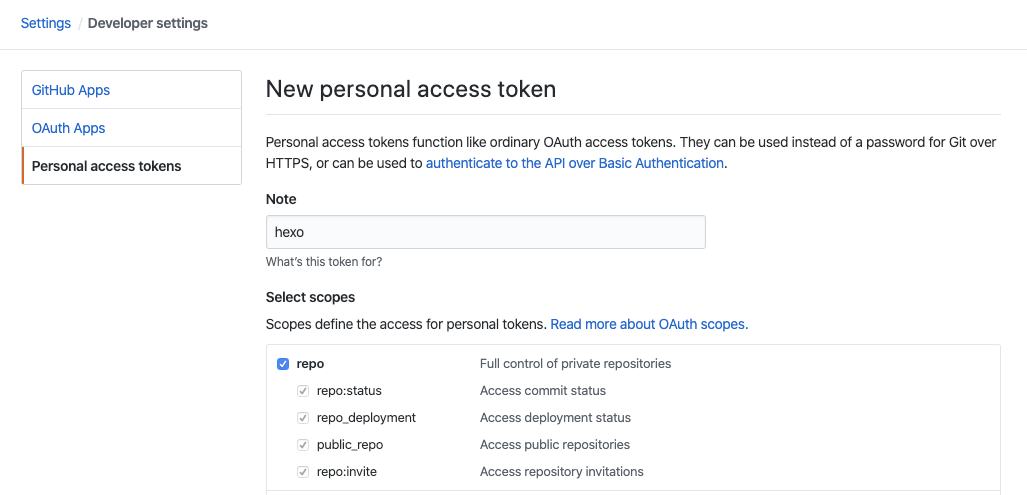 Settings / Developer settings
GitHub Apps
OAuth Apps
Personal access tokens
New personal access token
Personal access tokens function like ordinary OAuth access tokens. They can be used instead of a password for Git over
HTTPS, or can be used to authenticate to the API over Basic Authentication.
Note
hexo
What's this token for?
Select scopes
Scopes define the access for personal tokens. Read more about OAuth scopes.
repo Full control of private repositories
repo:status Access commit status
repo_deployment Access deployment status
public_repo Access public repositories
repo:invite Access repository invitations